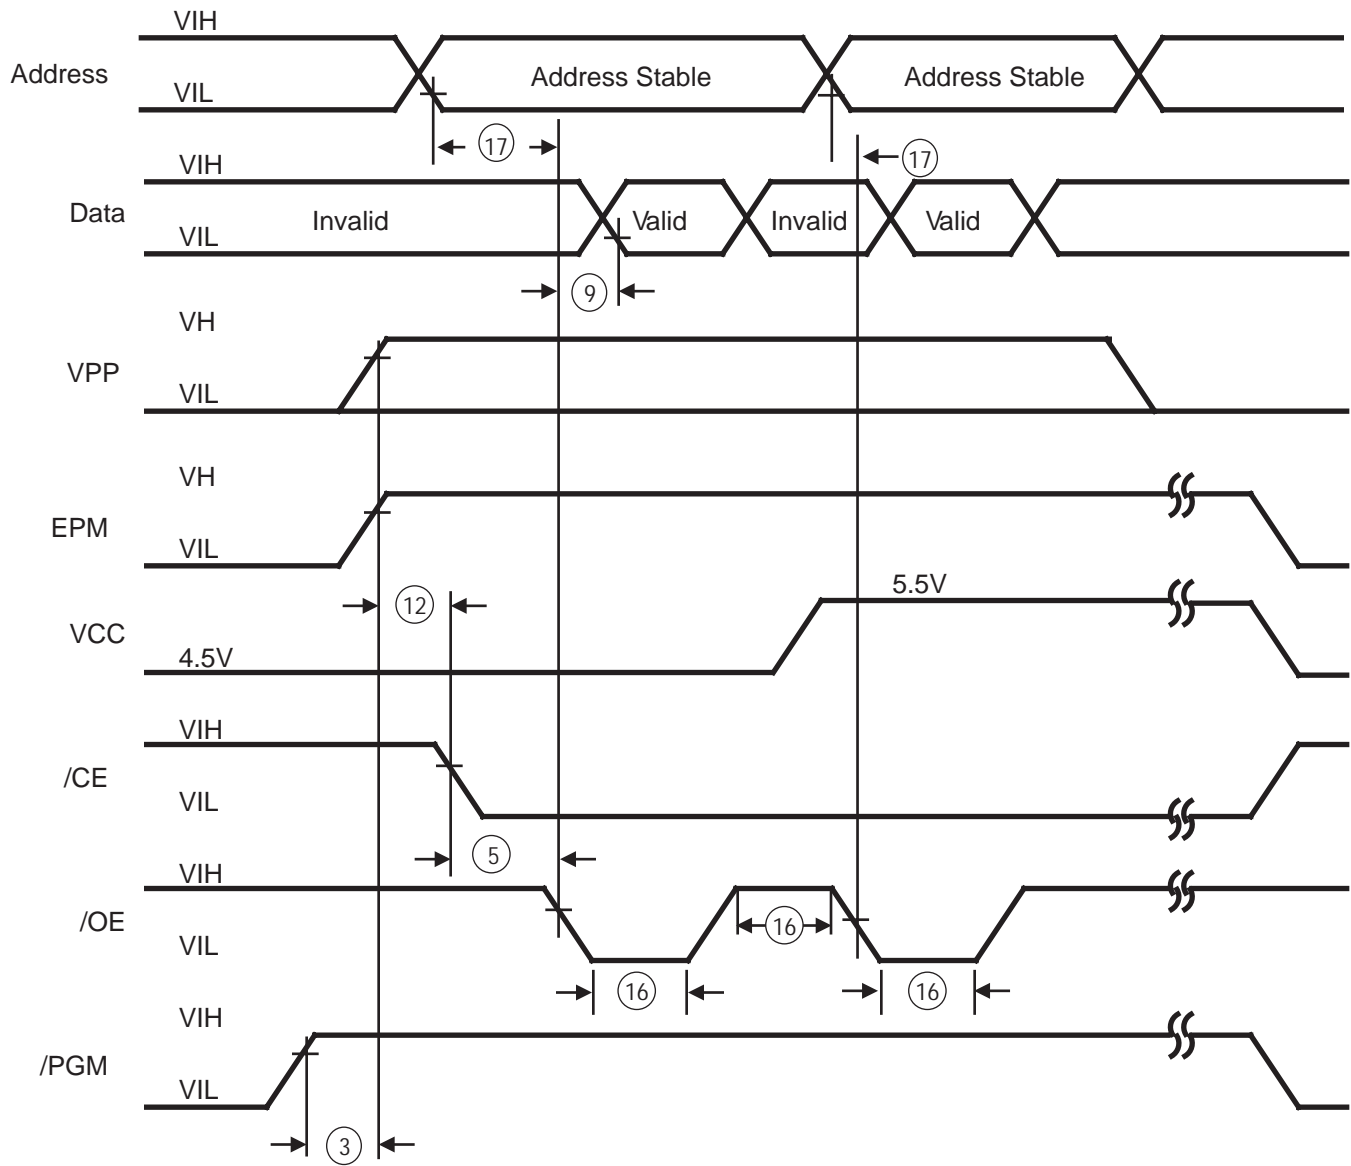 VIH
Address
Address Stable
Address Stable
VIL
17
17
VIH
Data
Invalid
Valid
Invalid
Valid
VIL
9
VH
VPP
VIL
VH
EPM
VIL
5.5V
12
VCC
4.5V
VIH
/CE
VIL
5
VIH
/OE
16
VIL
16
16
VIH
/PGM
VIL
3